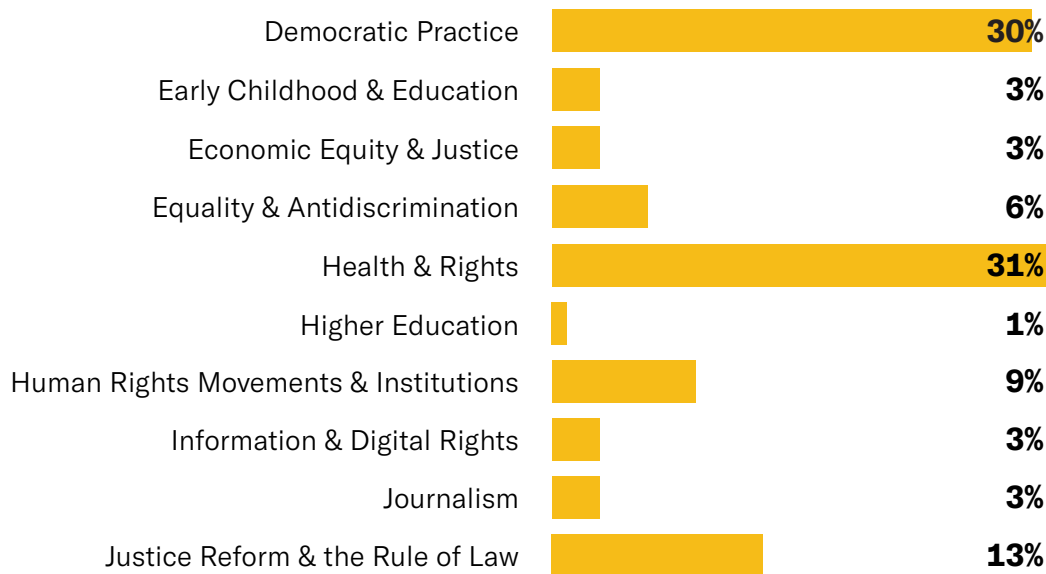 Democratic Practice 30%
Early Childhood & Education 3%
Economic Equity & Justice 3%
Equality & Antidiscrimination 6%
Health & Rights 31%
Higher Education 1%
Human Rights Movements & Institutions 9%
Information & Digital Rights 3%
Journalism 3%
Justice Reform & the Rule of Law 13%